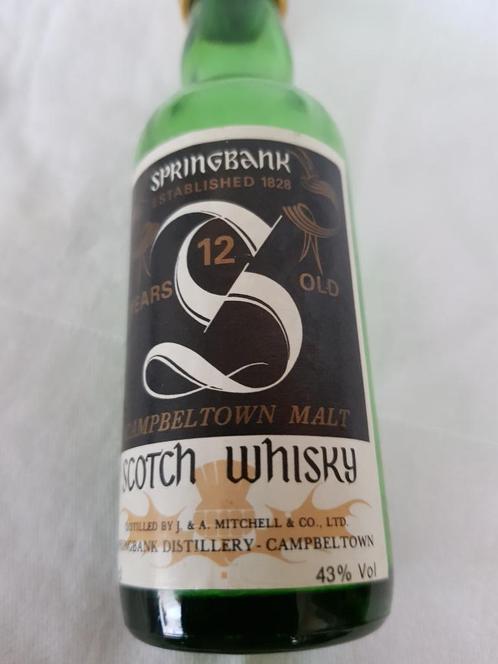 SPRINGBANK
ESTABLISHED 1828
12
YEARS OLD
CAMPBELTOWN MALT
SCOTCH WHISKY
DISTILLED BY J. & A. MITCHELL & CO., LTD.
SPRINGBANK DISTILLERY - CAMPBELTOWN
43% Vol